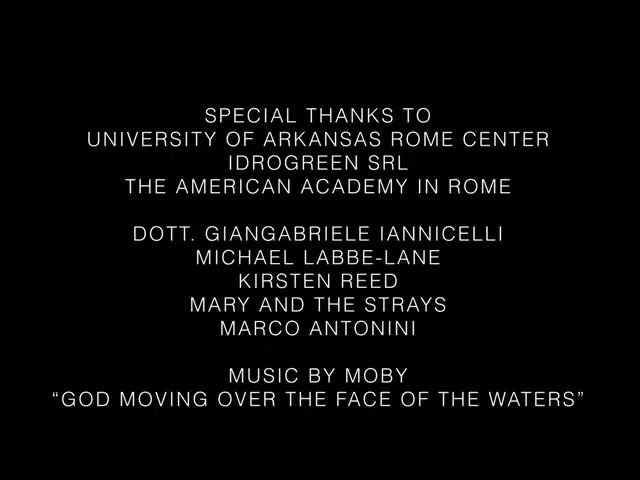 SPECIAL THANKS TO
UNIVERSITY OF ARKANSAS ROME CENTER
IDROGREEN SRL
THE AMERICAN ACADEMY IN ROME
DOTT. GIANGABRIELE IANNICELLI
MICHAEL LABBE-LANE
KIRSTEN REED
MARY AND THE STRAYS
MARCO ANTONINI
MUSIC BY MOBY
“GOD MOVING OVER THE FACE OF THE WATERS”